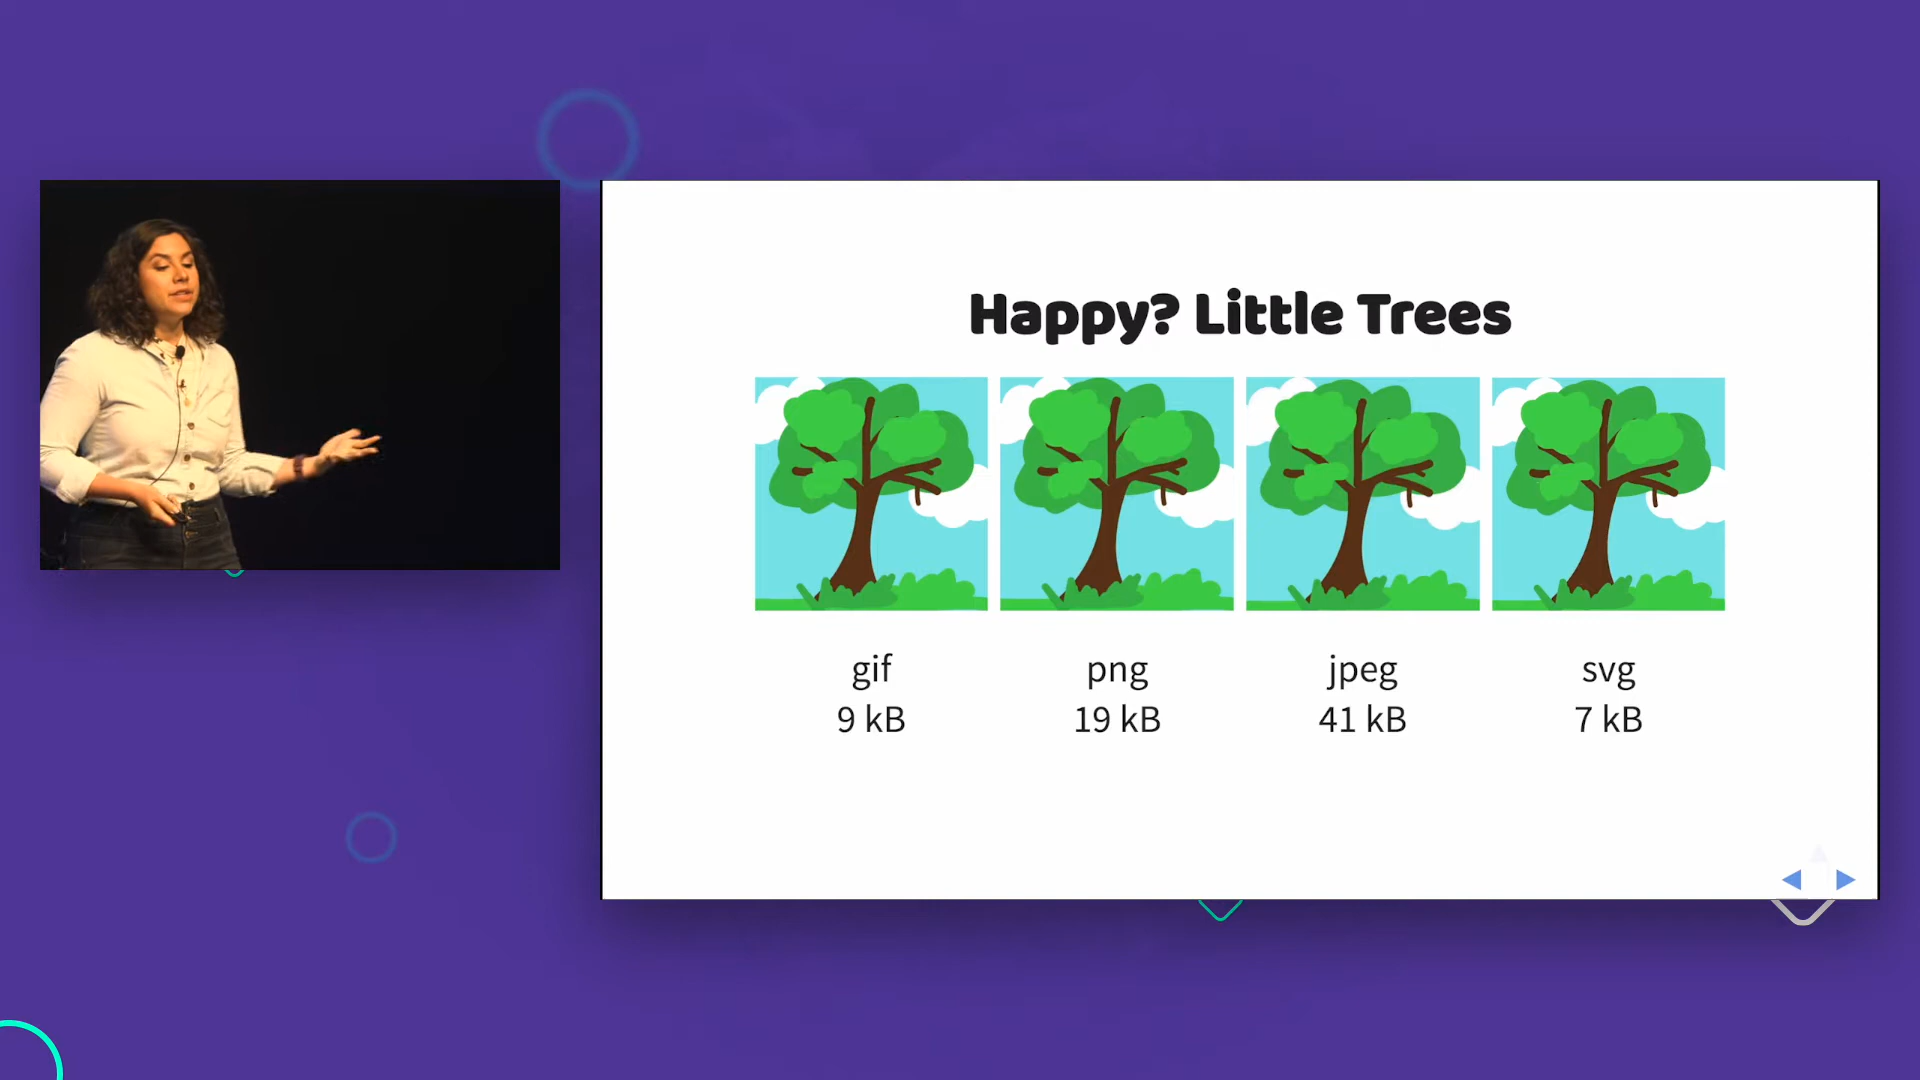 Happy? Little Trees
gif
9 kB
png
19 kB
jpeg
41 kB
svg
7 kB